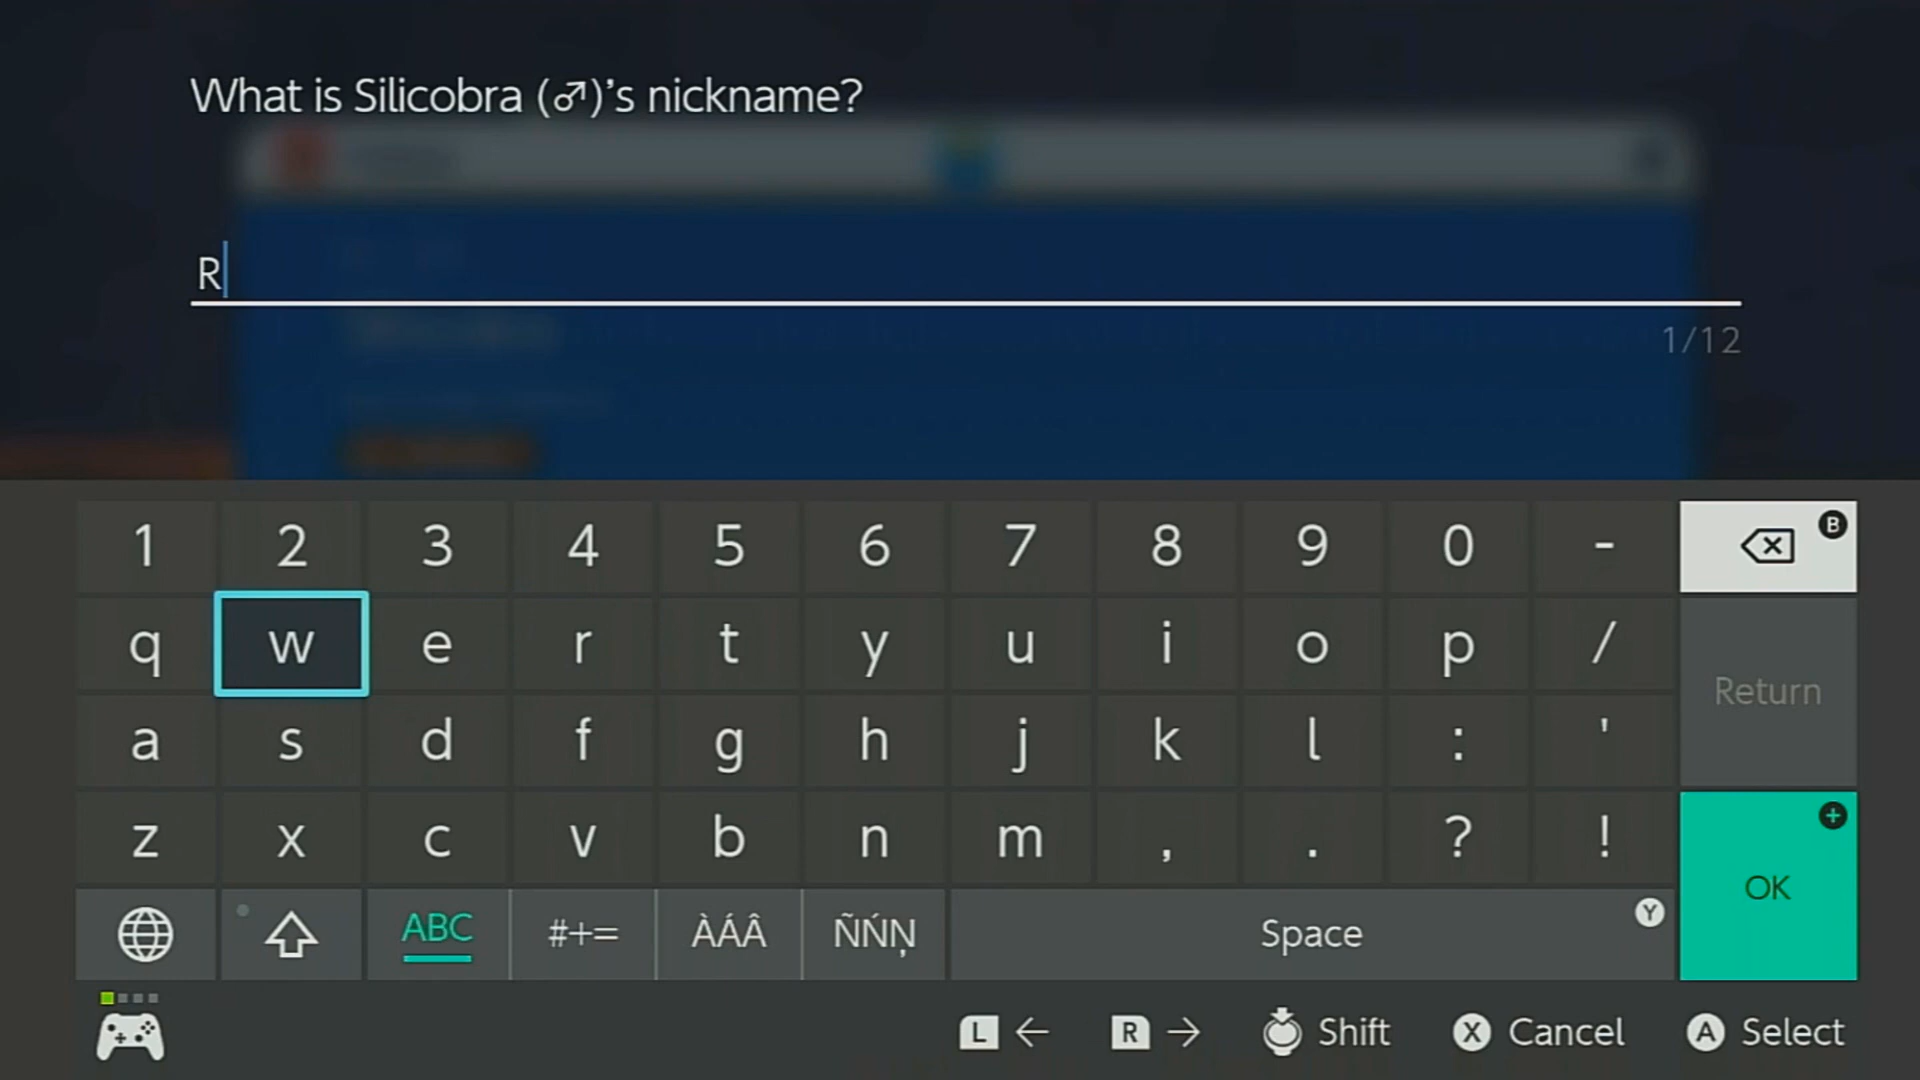 What is Silicobra (♂)'s nickname?
R
1/12
1 2 3 4 5 6 7 8 9 0 - B
q w e r t y u i o p /
Return
a s d f g h j k l : '
z x c v b n m , . ? ! +
OK
ABC #+= ÀÁÂ ÑŃŅ Space Y
L ← R → Shift X Cancel A Select